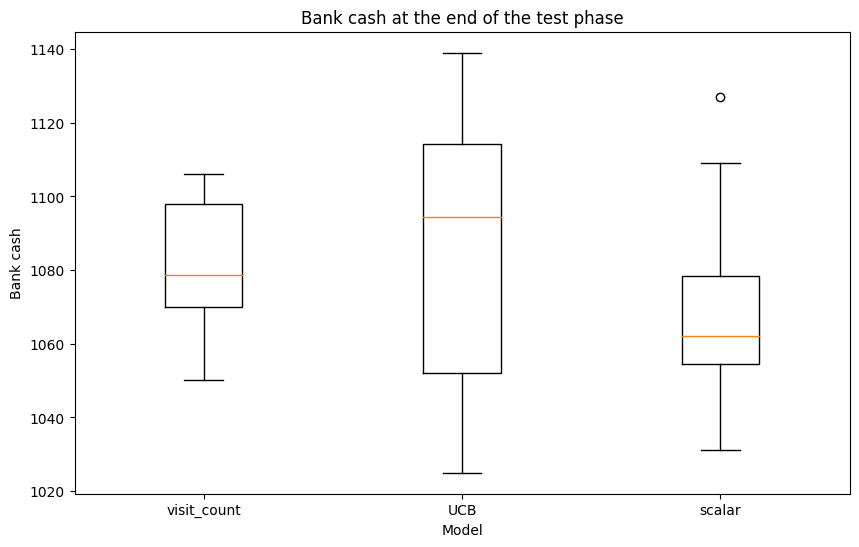 Bank cash at the end of the test phase
1140
1120
1100
1080
1060
1040
1020
Bank cash
visit_count UCB scalar
Model